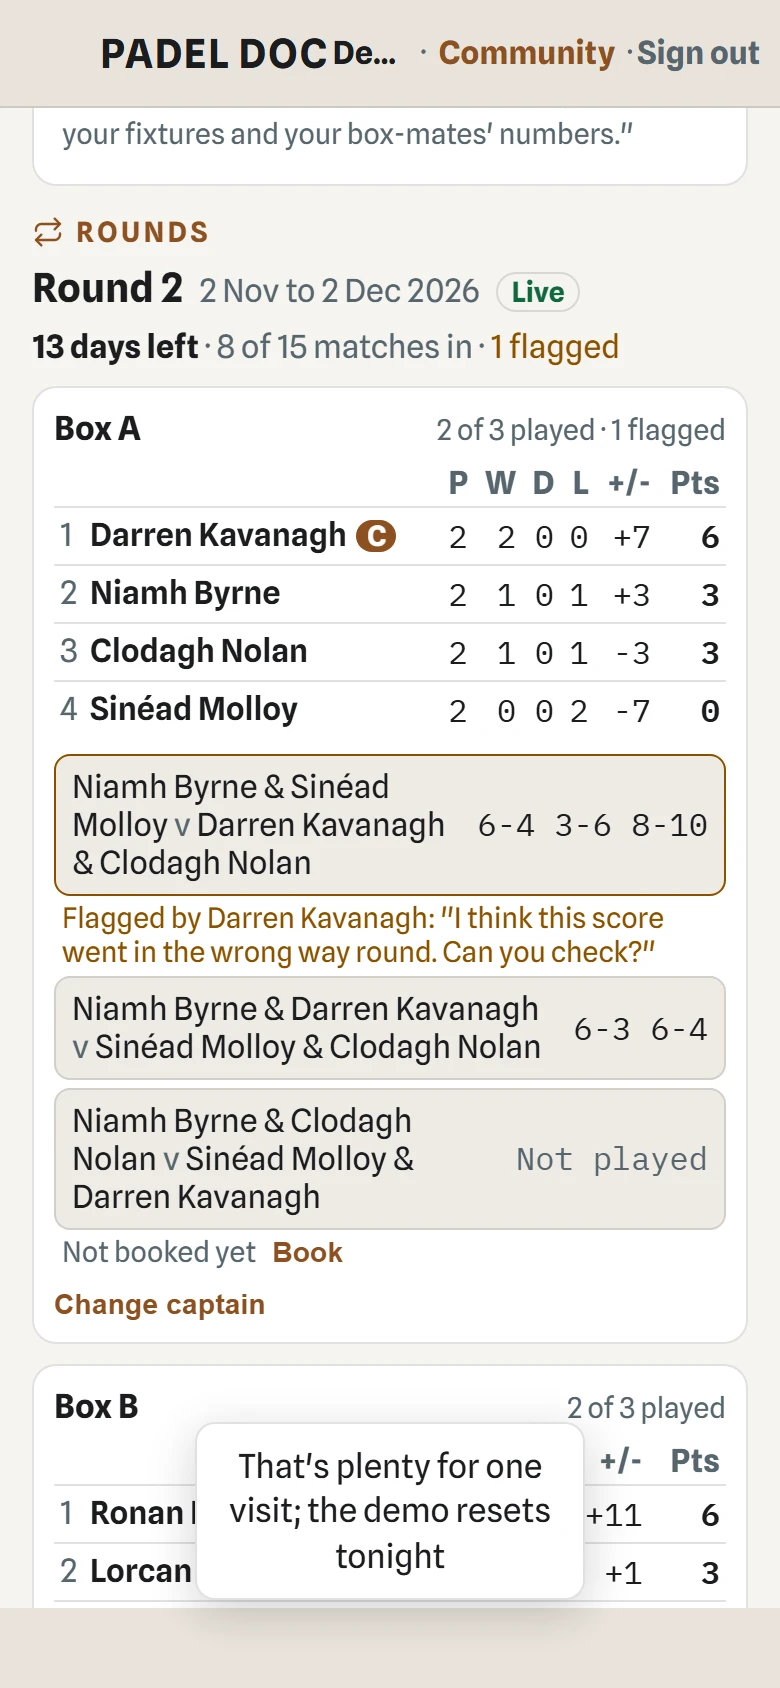 PADEL DOC De... · Community · Sign out
your fixtures and your box-mates' numbers."
ROUNDS
Round 2 2 Nov to 2 Dec 2026 Live
13 days left · 8 of 15 matches in · 1 flagged
Box A 2 of 3 played · 1 flagged
P W D L +/- Pts
1 Darren Kavanagh C 2 2 0 0 +7 6
2 Niamh Byrne 2 1 0 1 +3 3
3 Clodagh Nolan 2 1 0 1 -3 3
4 Sinéad Molloy 2 0 0 2 -7 0
Niamh Byrne & Sinéad
Molloy v Darren Kavanagh 6-4 3-6 8-10
& Clodagh Nolan
Flagged by Darren Kavanagh: "I think this score
went in the wrong way round. Can you check?"
Niamh Byrne & Darren Kavanagh
v Sinéad Molloy & Clodagh Nolan 6-3 6-4
Niamh Byrne & Clodagh
Nolan v Sinéad Molloy & Not played
Darren Kavanagh
Not booked yet Book
Change captain
Box B 2 of 3 played
+/- Pts
1 Ronan +11 6
2 Lorcan +1 3
That's plenty for one
visit; the demo resets
tonight